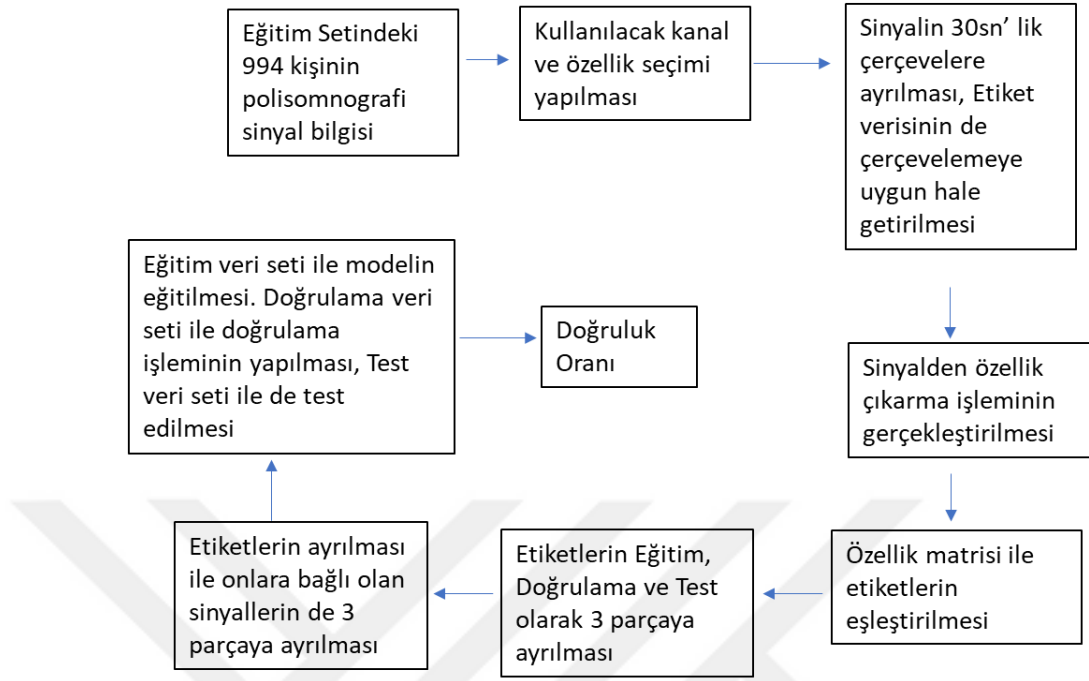 Eğitim Setindeki
994 kişinin
polisomnografi
sinyal bilgisi
Kullanılacak kanal
ve özellik seçimi
yapılması
Sinyalin 30sn’ lik
çerçevelere
ayrılması, Etiket
verisinin de
çerçevelemeye
uygun hale
getirilmesi
Sinyalden özellik
çıkarma işleminin
gerçekleştirilmesi
Özellik matrisi ile
etiketlerin
eşleştirilmesi
Etiketlerin Eğitim,
Doğrulama ve Test
olarak 3 parçaya
ayrılması
Etiketlerin ayrılması
ile onlara bağlı olan
sinyallerin de 3
parçaya ayrılması
Eğitim veri seti ile modelin
eğitilmesi. Doğrulama veri
seti ile doğrulama
işleminin yapılması, Test
veri seti ile de test
edilmesi
Doğruluk
Oranı